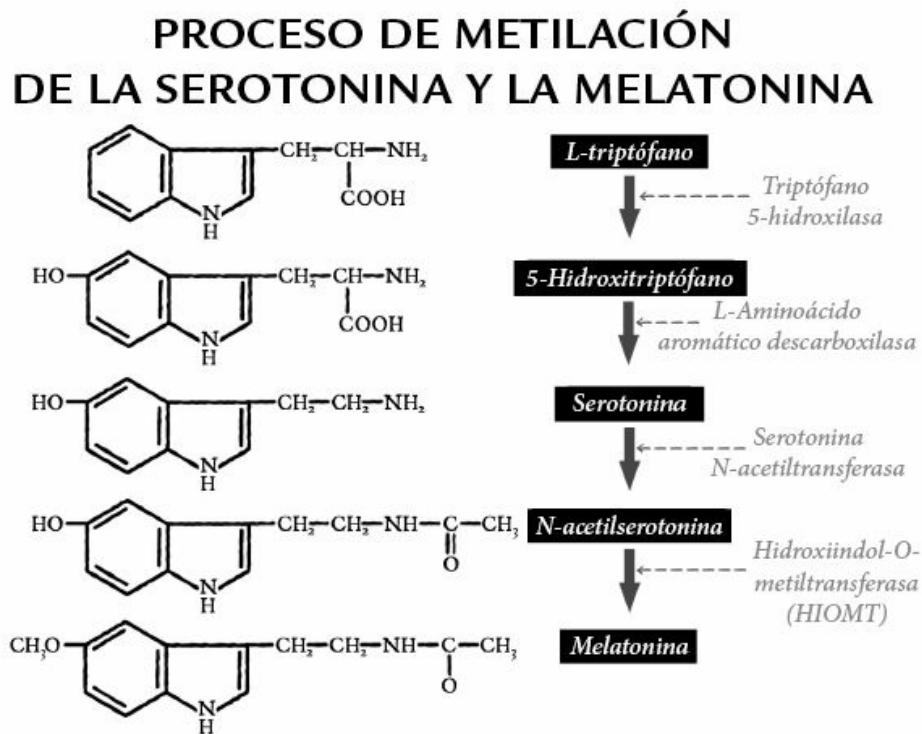 PROCESO DE METILACIÓN
DE LA SEROTONINA Y LA MELATONINA
CH₂—CH—NH₂
COOH
N
H
L-triptófano
Triptófano
5-hidroxilasa
HO
CH₂—CH—NH₂
COOH
N
H
5-Hidroxitriptófano
L-Aminoácido
aromático descarboxilasa
HO
CH₂—CH₂—NH₂
N
H
Serotonina
Serotonina
N-acetiltransferasa
HO
CH₂—CH₂—NH—C—CH₃
O
N
H
N-acetilserotonina
Hidroxiindol-O-
metiltransferasa
(HIOMT)
CH₃O
CH₂—CH₂—NH—C—CH₃
O
N
H
Melatonina